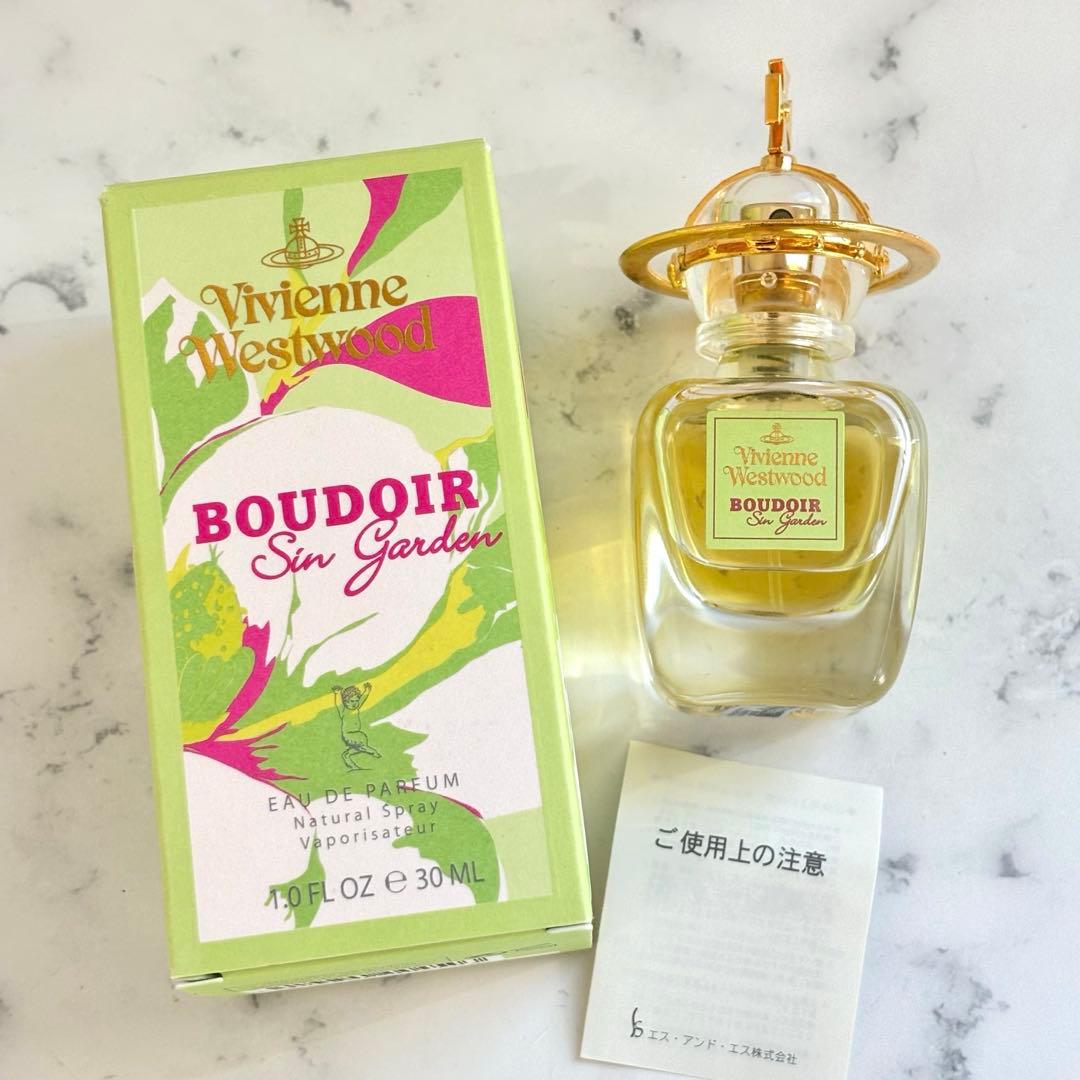 Vivienne
Westwood
BOUDOIR
Sin Garden
EAU DE PARFUM
Natural Spray
Vaporisateur
1.0 FL OZ ℮ 30 ML
Vivienne
Westwood
BOUDOIR
Sin Garden
ご使用上の注意
エス・アンド・エス株式会社